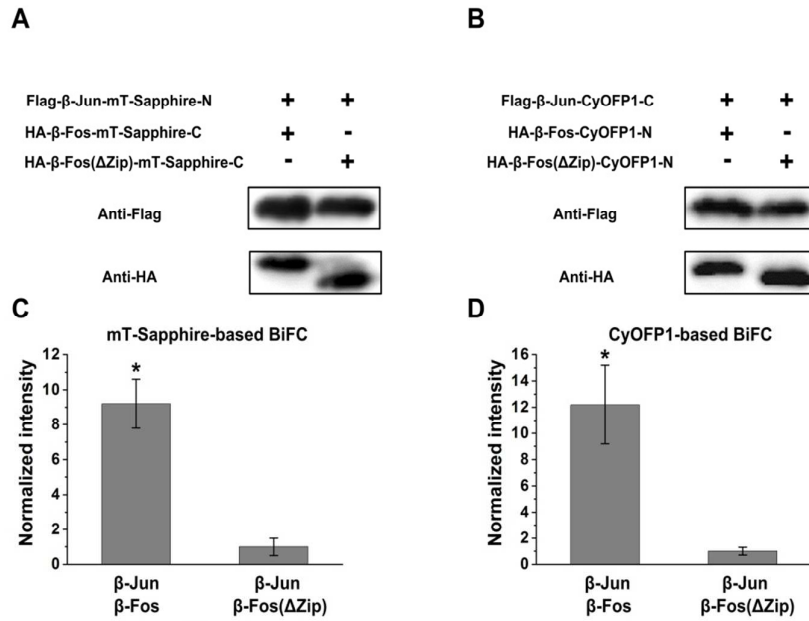 A
Flag-β-Jun-mT-Sapphire-N + +
HA-β-Fos-mT-Sapphire-C + -
HA-β-Fos(ΔZip)-mT-Sapphire-C - +
Anti-Flag
Anti-HA
B
Flag-β-Jun-CyOFP1-C + +
HA-β-Fos-CyOFP1-N + -
HA-β-Fos(ΔZip)-CyOFP1-N - +
Anti-Flag
Anti-HA
C
mT-Sapphire-based BiFC
Normalized intensity
12
10
8
6
4
2
0
*
β-Jun
β-Fos
β-Jun
β-Fos(ΔZip)
D
CyOFP1-based BiFC
Normalized intensity
16
14
12
10
8
6
4
2
0
*
β-Jun
β-Fos
β-Jun
β-Fos(ΔZip)